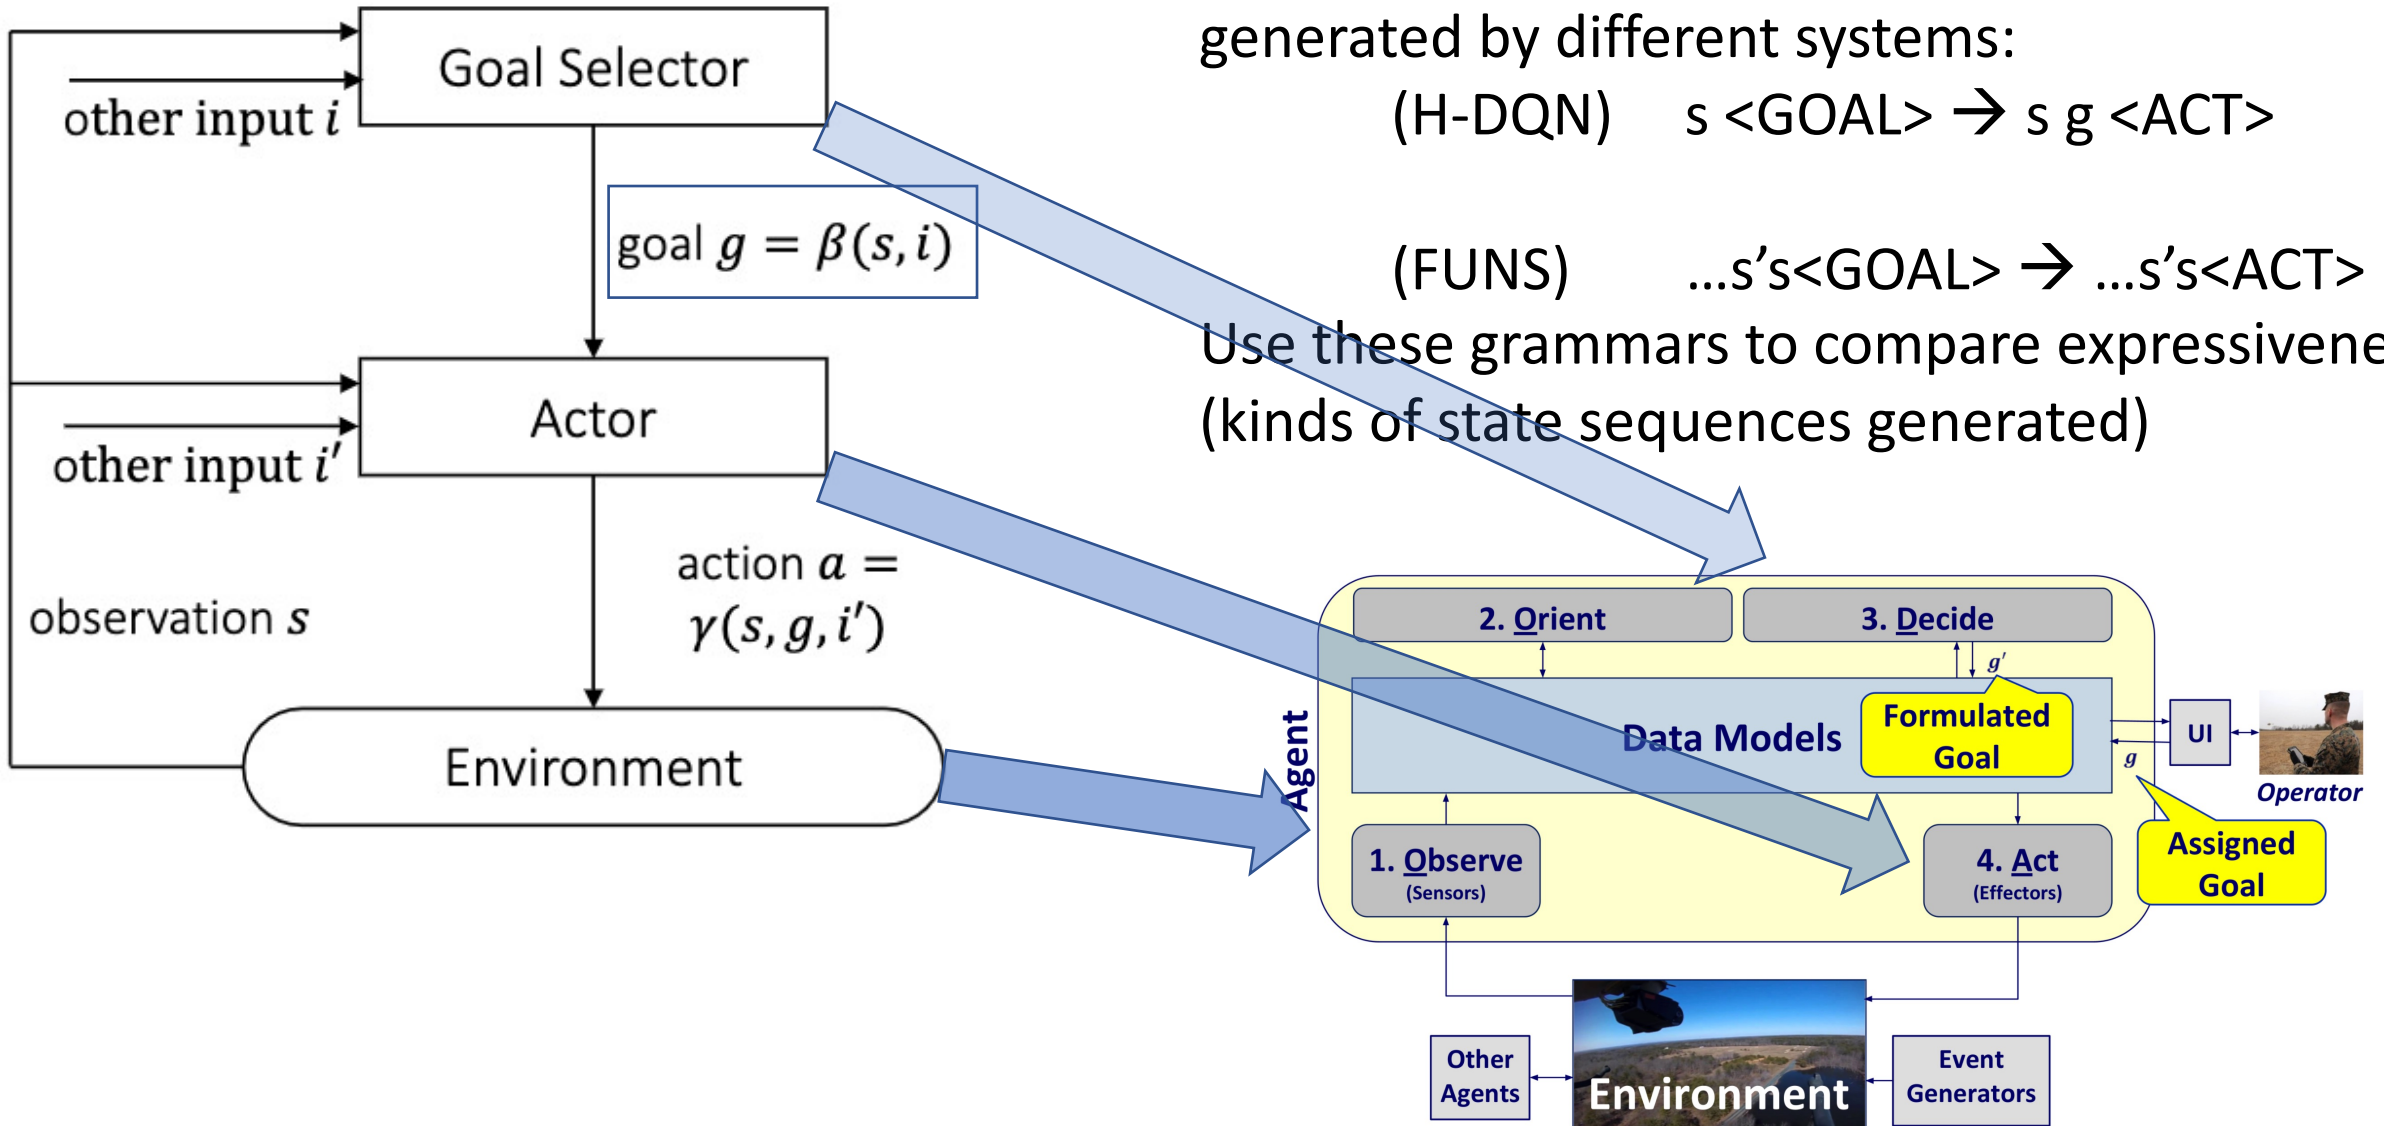 Goal Selector
other input i
goal g = β(s, i)
Actor
other input i′
action a =
γ(s, g, i′)
observation s
Environment
generated by different systems:
(H-DQN) s <GOAL> → s g <ACT>
(FUNS) ...s’s<GOAL> → ...s’s<ACT>
Use these grammars to compare expressivene
(kinds of state sequences generated)
2. Orient
3. Decide
g′
Formulated
Goal
Data Models
Agent
UI
g
Operator
Assigned
Goal
1. Observe
(Sensors)
4. Act
(Effectors)
Other
Agents
Environment
Event
Generators